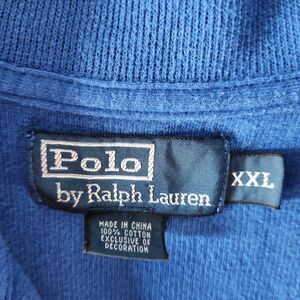 Polo
by Ralph Lauren
XXL
MADE IN CHINA
100% COTTON
EXCLUSIVE OF
DECORATION